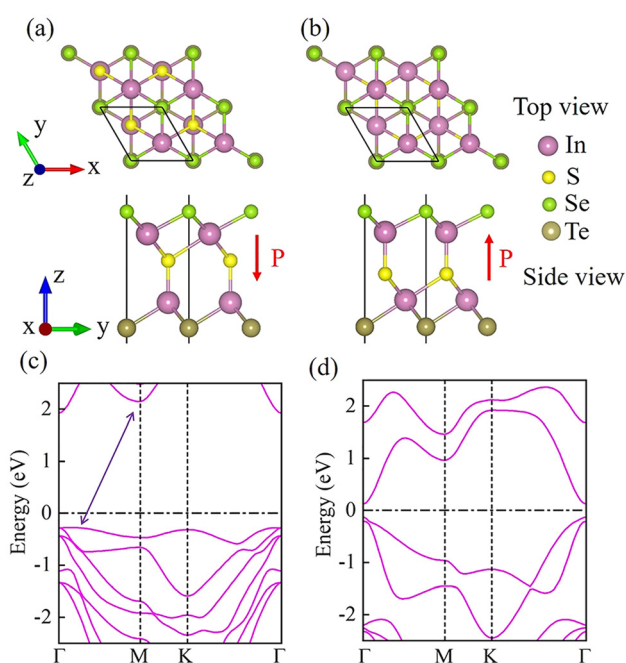 (a)
(b)
Top view
In
S
Se
Te
y
z
x
P
P
Side view
z
x
y
(c)
(d)
Energy (eV)
2
1
0
-1
-2
Γ
M
K
Γ
Energy (eV)
2
1
0
-1
-2
Γ
M
K
Γ